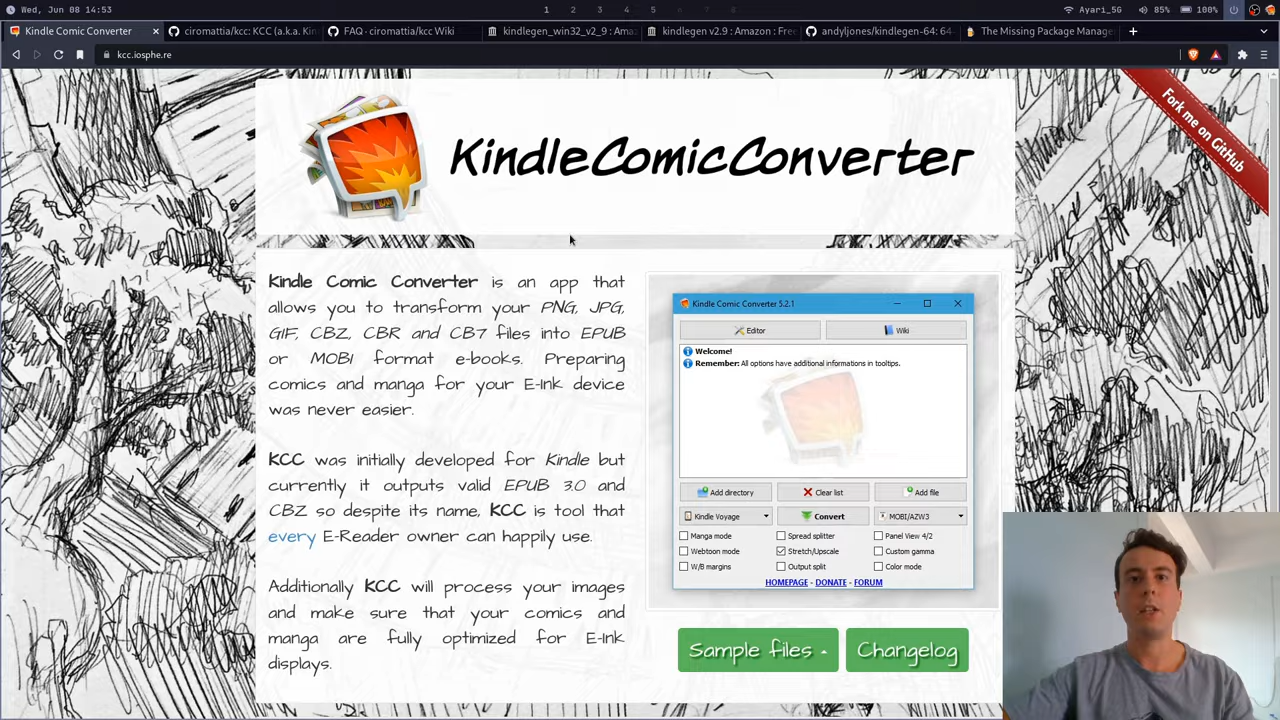 Wed, Jun 08 14:53
1 2 3 4 5 6 7 8
Ayari_5G 85% 100%
Kindle Comic Converter
ciromattia/kcc: KCC (a.k.a. Kin
FAQ · ciromattia/kcc Wiki
kindlegen_win32_v2_9 : Amaz
kindlegen v2.9 : Amazon : Free
andyljones/kindlegen-64: 64-
The Missing Package Manage
kcc.iosphe.re
Fork me on GitHub
KindleComicConverter
Kindle Comic Converter is an app that
allows you to transform your PNG, JPG,
GIF, CBZ, CBR and CB7 files into EPUB
or MOBI format e-books. Preparing
comics and manga for your E-Ink device
was never easier.
KCC was initially developed for Kindle but
currently it outputs valid EPUB 3.0 and
CBZ so despite its name, KCC is tool that
every E-Reader owner can happily use.
Additionally KCC will process your images
and make sure that your comics and
manga are fully optimized for E-Ink
displays.
Kindle Comic Converter 5.2.1
Editor Wiki
Welcome!
Remember: All options have additional informations in tooltips.
Add directory Clear list Add file
Kindle Voyage Convert MOBI/AZW3
Manga mode Spread splitter Panel View 4/2
Webtoon mode Stretch/Upscale Custom gamma
W/B margins Output split Color mode
HOMEPAGE - DONATE - FORUM
Sample files Changelog